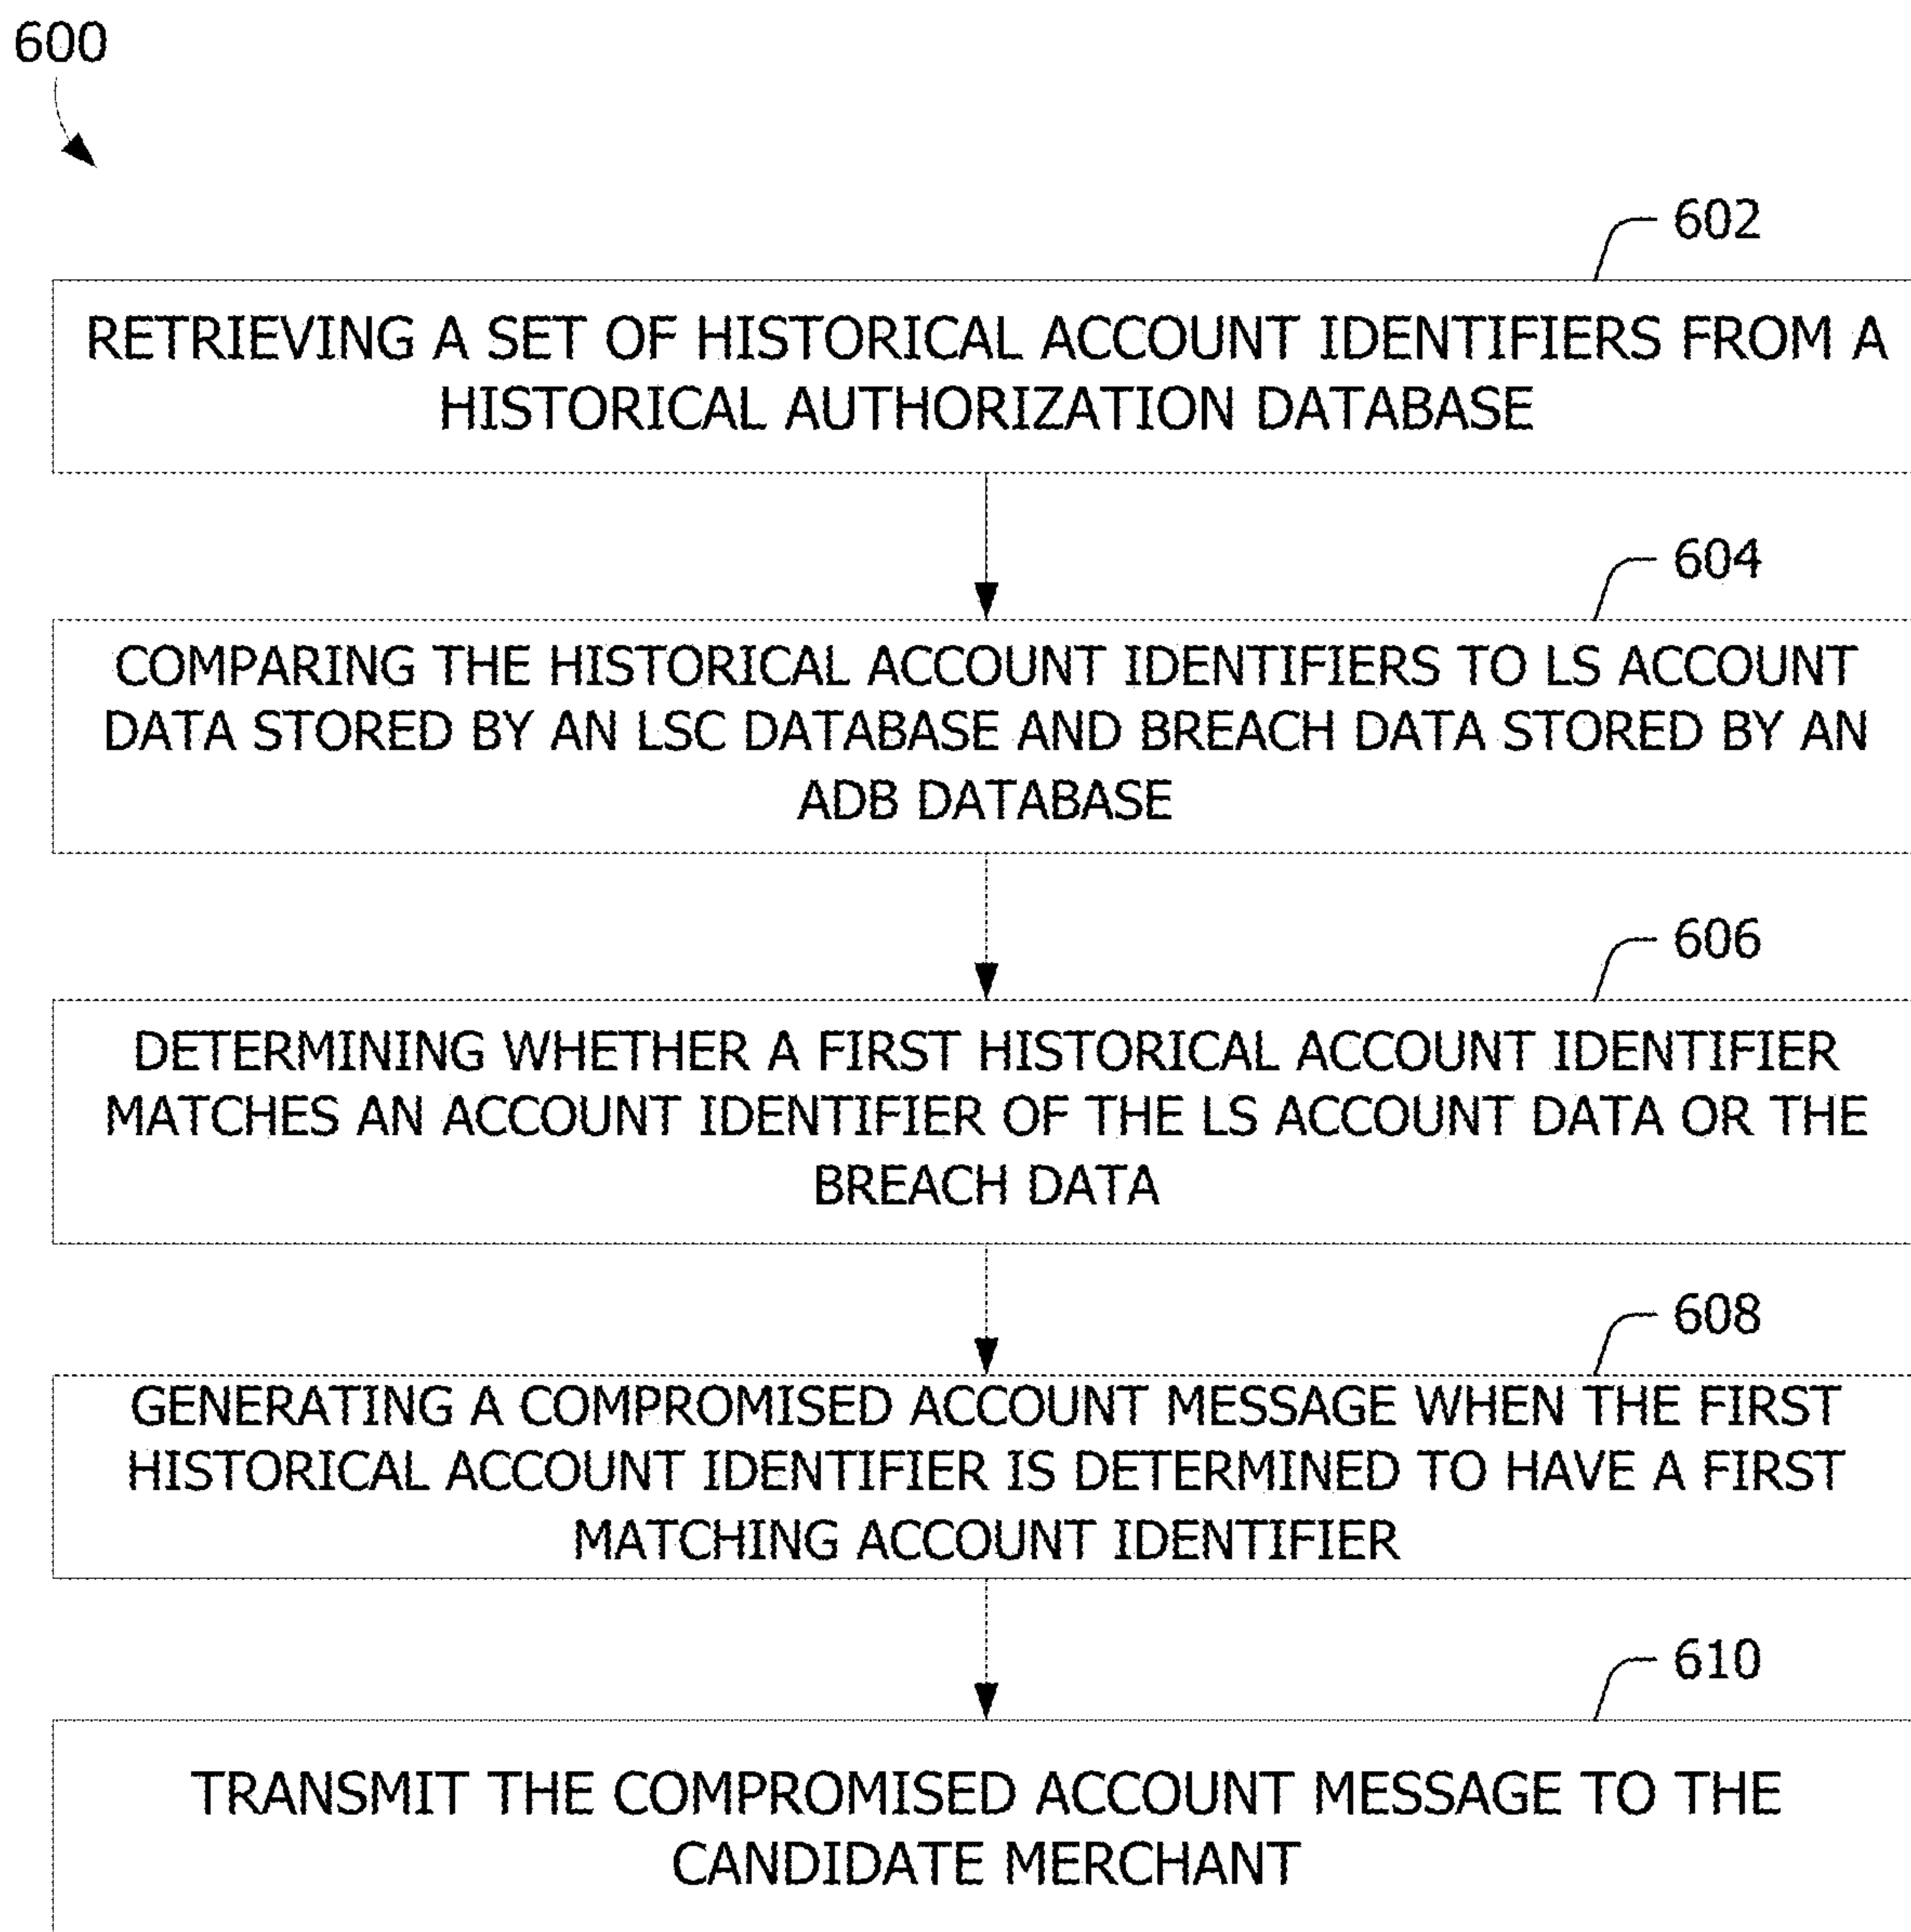 600
602
RETRIEVING A SET OF HISTORICAL ACCOUNT IDENTIFIERS FROM A
HISTORICAL AUTHORIZATION DATABASE
604
COMPARING THE HISTORICAL ACCOUNT IDENTIFIERS TO LS ACCOUNT
DATA STORED BY AN LSC DATABASE AND BREACH DATA STORED BY AN
ADB DATABASE
606
DETERMINING WHETHER A FIRST HISTORICAL ACCOUNT IDENTIFIER
MATCHES AN ACCOUNT IDENTIFIER OF THE LS ACCOUNT DATA OR THE
BREACH DATA
608
GENERATING A COMPROMISED ACCOUNT MESSAGE WHEN THE FIRST
HISTORICAL ACCOUNT IDENTIFIER IS DETERMINED TO HAVE A FIRST
MATCHING ACCOUNT IDENTIFIER
610
TRANSMIT THE COMPROMISED ACCOUNT MESSAGE TO THE
CANDIDATE MERCHANT